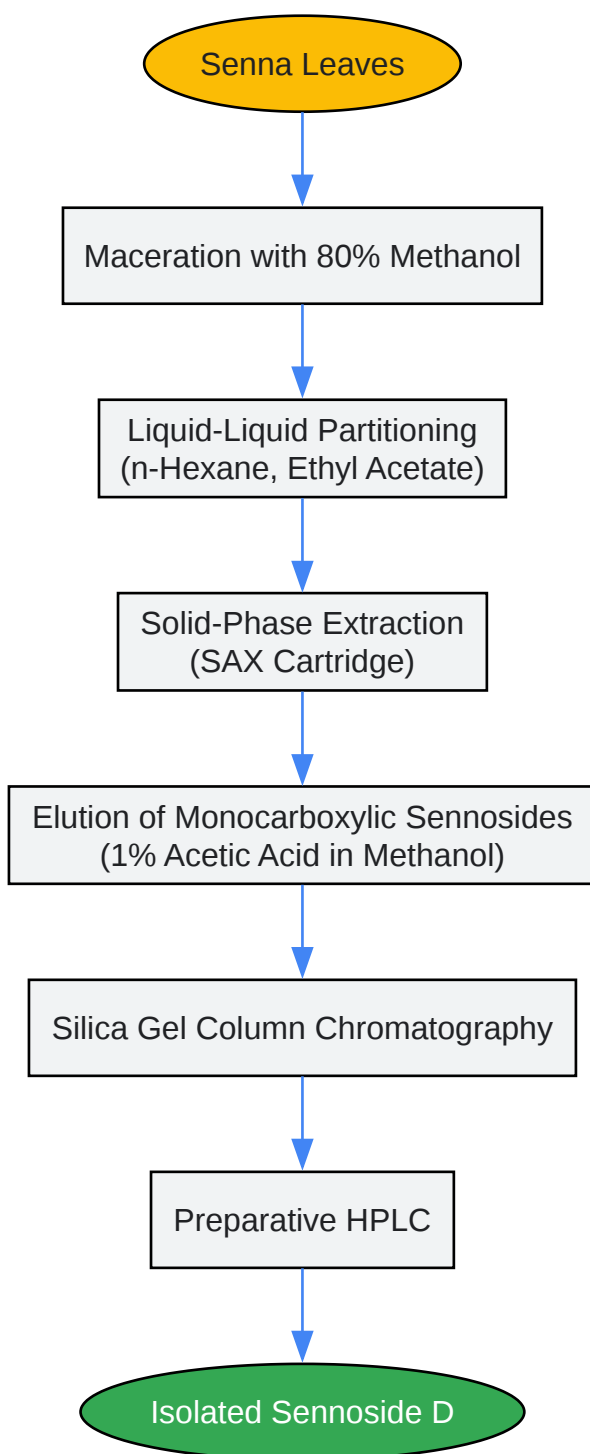 Senna Leaves
Maceration with 80% Methanol
Liquid-Liquid Partitioning
(n-Hexane, Ethyl Acetate)
Solid-Phase Extraction
(SAX Cartridge)
Elution of Monocarboxylic Sennosides
(1% Acetic Acid in Methanol)
Silica Gel Column Chromatography
Preparative HPLC
Isolated Sennoside D